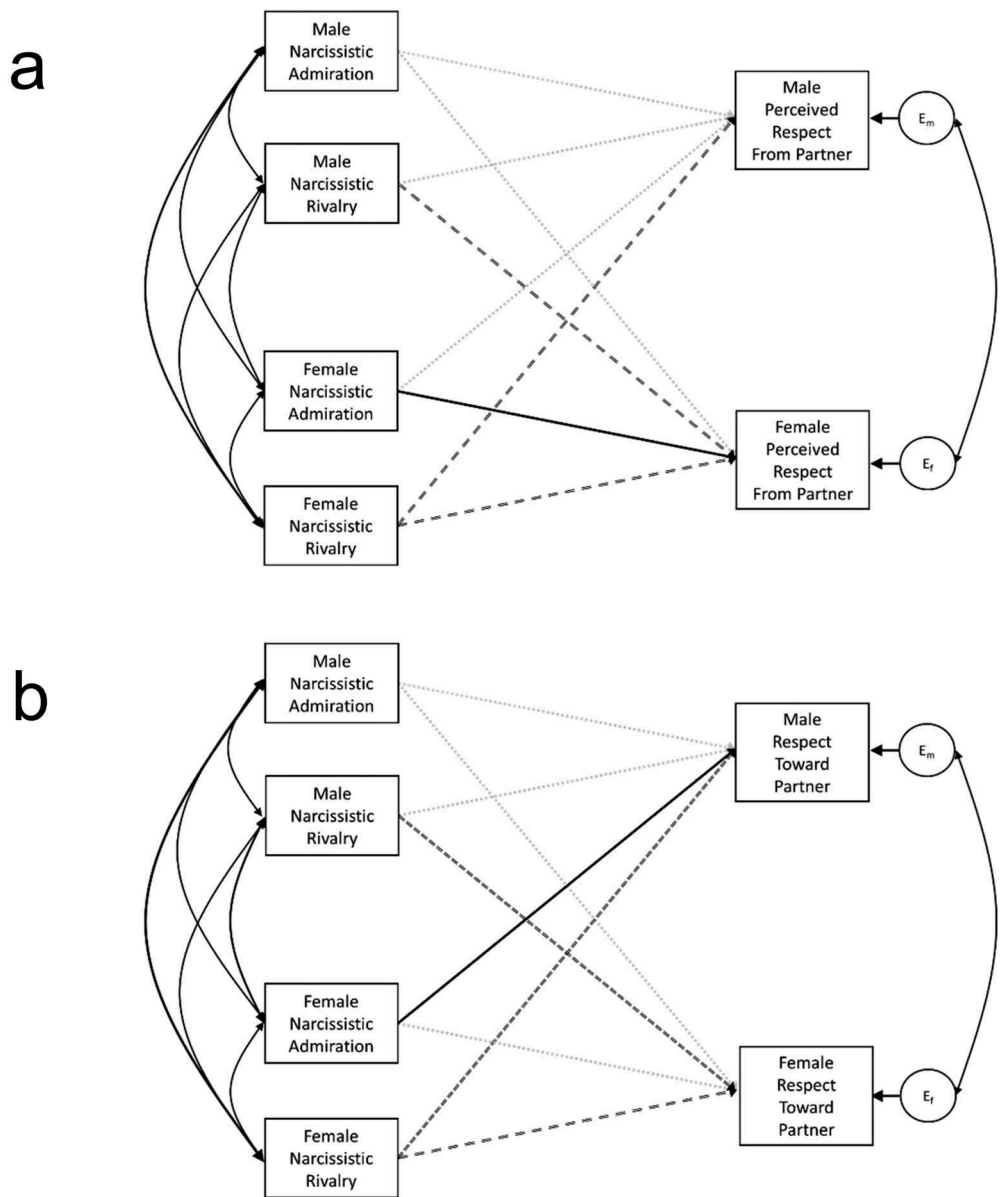 a
Male
Narcissistic
Admiration
Male
Narcissistic
Rivalry
Female
Narcissistic
Admiration
Female
Narcissistic
Rivalry
Male
Perceived
Respect
From Partner
Em
Female
Perceived
Respect
From Partner
Ef
b
Male
Narcissistic
Admiration
Male
Narcissistic
Rivalry
Female
Narcissistic
Admiration
Female
Narcissistic
Rivalry
Male
Respect
Toward
Partner
Em
Female
Respect
Toward
Partner
Ef